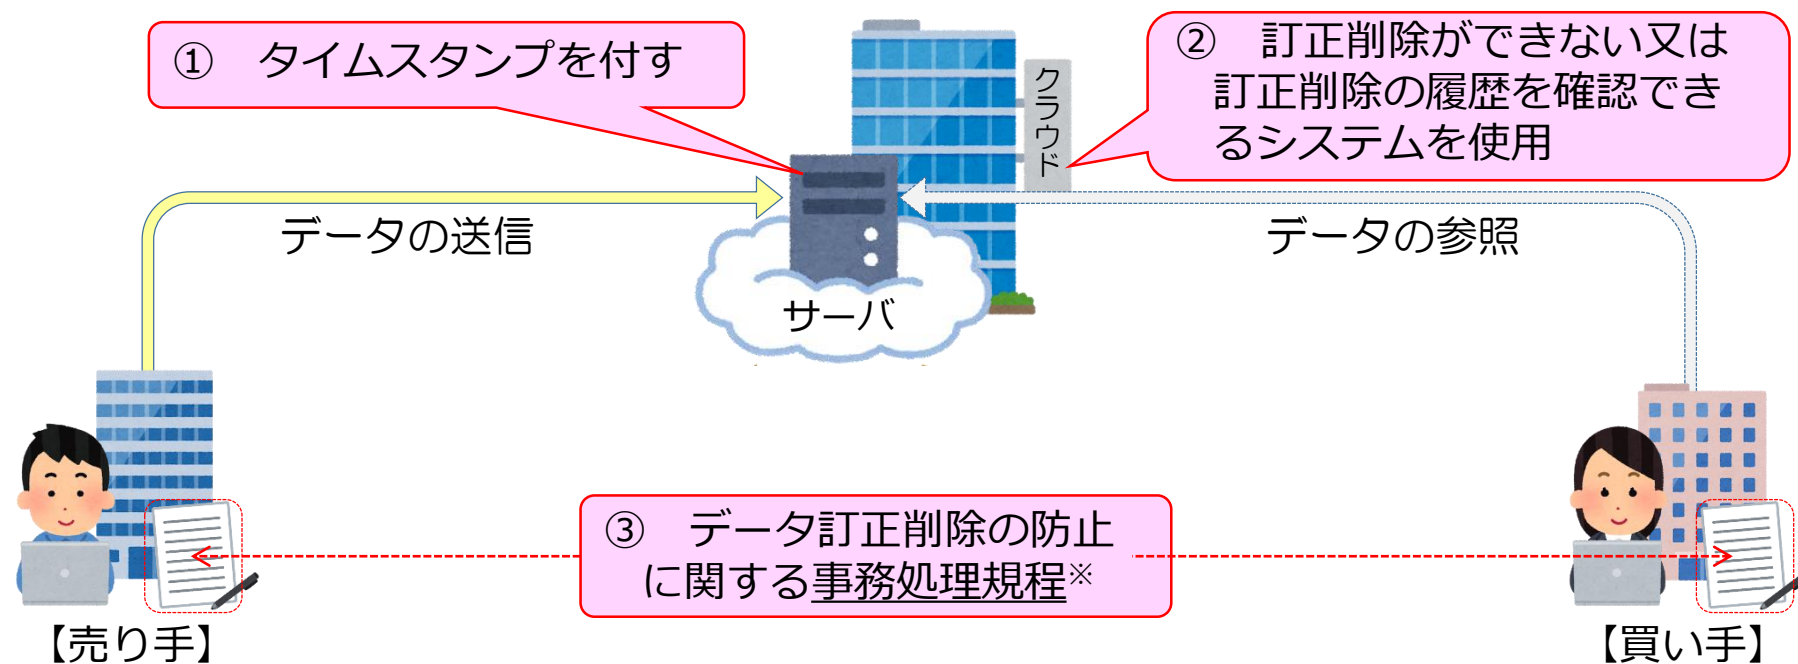 ① タイムスタンプを付す
② 訂正削除ができない又は
訂正削除の履歴を確認でき
るシステムを使用
クラウド
データの送信
データの参照
サーバ
③ データ訂正削除の防止
に関する事務処理規程※
【売り手】
【買い手】